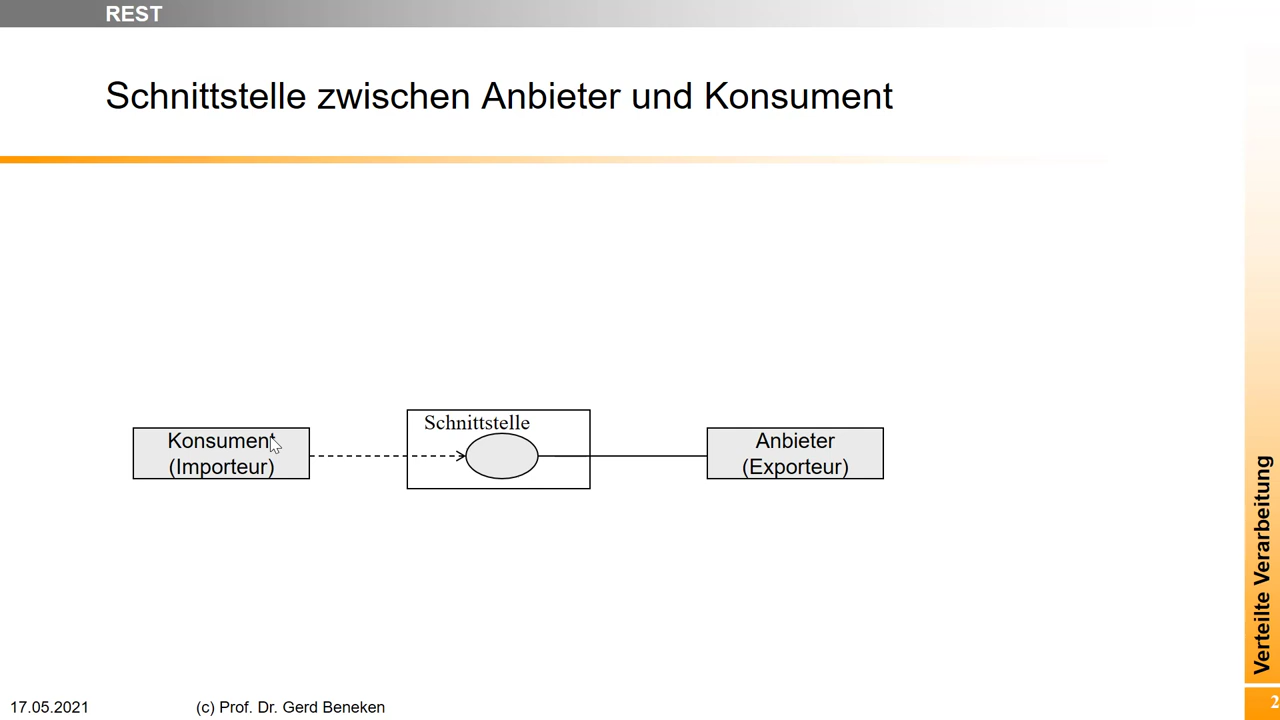 REST
Schnittstelle zwischen Anbieter und Konsument
Schnittstelle
Konsument
(Importeur)
Anbieter
(Exporteur)
Verteilte Verarbeitung
17.05.2021
(c) Prof. Dr. Gerd Beneken
2